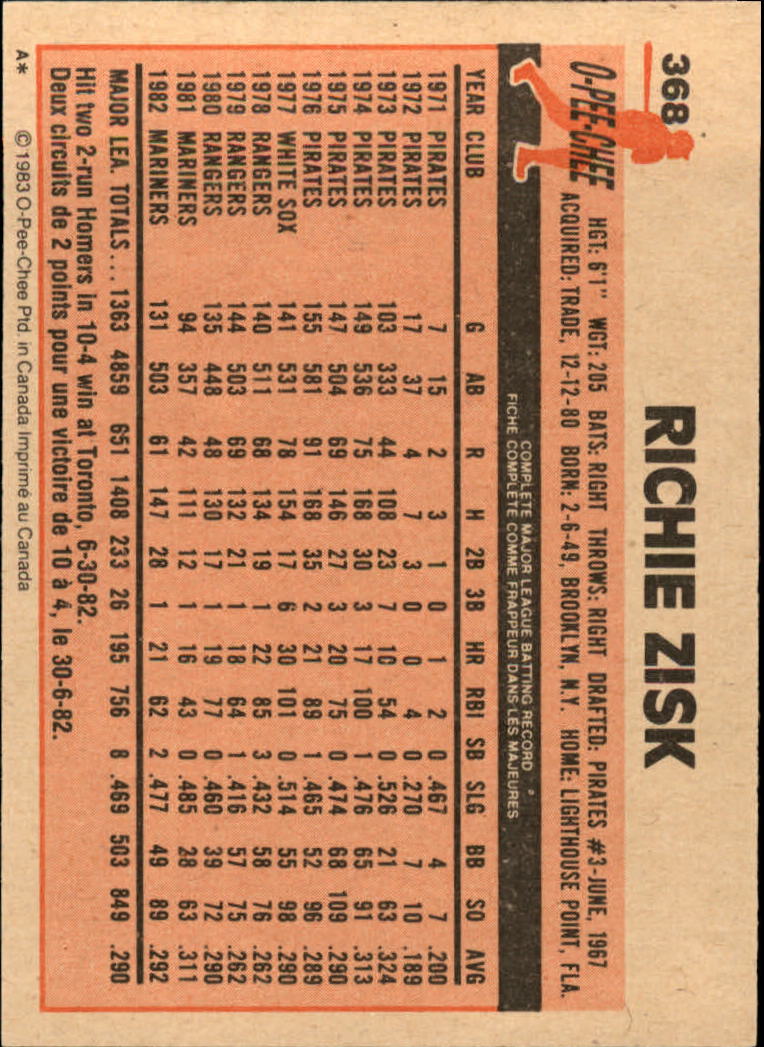 368
RICHIE ZISK
O-PEE-CHEE
HGT: 6'1" WGT: 205 BATS: RIGHT THROWS: RIGHT DRAFTED: PIRATES #3-JUNE, 1967
ACQUIRED: TRADE, 12-12-80 BORN: 2-6-49, BROOKLYN, N.Y. HOME: LIGHTHOUSE POINT, FLA.
COMPLETE MAJOR LEAGUE BATTING RECORD
FICHE COMPLÈTE COMME FRAPPEUR DANS LES MAJEURES
YEAR CLUB G AB R H 2B 3B HR RBI SB SLG BB SO AVG
1971 PIRATES 7 15 2 3 1 0 1 2 0 .467 4 7 .200
1972 PIRATES 17 37 4 7 3 0 0 4 0 .270 7 10 .189
1973 PIRATES 103 333 44 108 23 7 10 54 0 .526 21 63 .324
1974 PIRATES 149 536 75 168 30 3 17 100 1 .476 65 91 .313
1975 PIRATES 147 504 69 146 27 3 20 75 0 .474 68 109 .290
1976 PIRATES 155 581 91 168 35 2 21 89 1 .465 52 96 .289
1977 WHITE SOX 141 531 78 154 17 6 30 101 0 .514 55 98 .290
1978 RANGERS 140 511 68 134 19 1 22 85 3 .432 58 76 .262
1979 RANGERS 144 503 69 132 21 1 18 64 1 .416 57 75 .262
1980 RANGERS 135 448 48 130 17 1 19 77 0 .460 39 72 .290
1981 MARINERS 94 357 42 111 12 1 16 43 0 .485 28 63 .311
1982 MARINERS 131 503 61 147 28 1 21 62 2 .477 49 89 .292
MAJOR LEA. TOTALS... 1363 4859 651 1408 233 26 195 756 8 .469 503 849 .290
Hit two 2-run Homers in 10-4 win at Toronto, 6-30-82.
Deux circuits de 2 points pour une victoire de 10 à 4, le 30-6-82.
A* © 1983 O-Pee-Chee Ptd. in Canada Imprimé au Canada